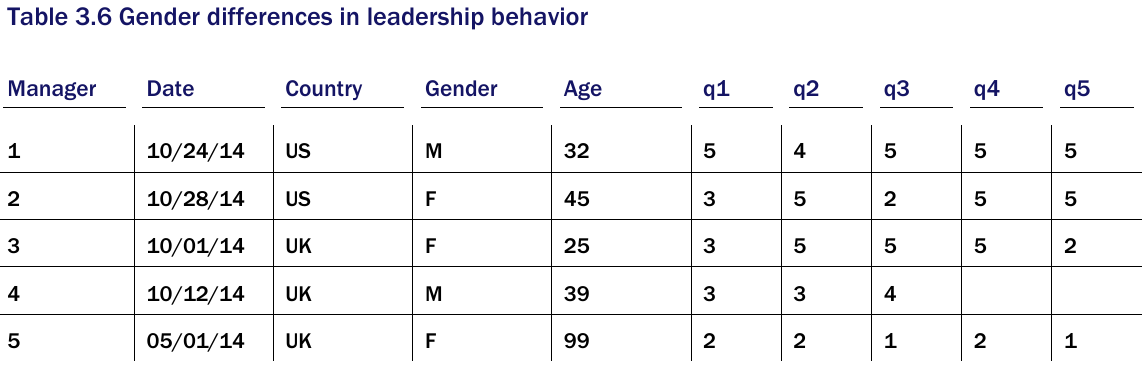 Table 3.6 Gender differences in leadership behavior
Manager Date Country Gender Age q1 q2 q3 q4 q5
1 10/24/14 US M 32 5 4 5 5 5
2 10/28/14 US F 45 3 5 2 5 5
3 10/01/14 UK F 25 3 5 5 5 2
4 10/12/14 UK M 39 3 3 4
5 05/01/14 UK F 99 2 2 1 2 1